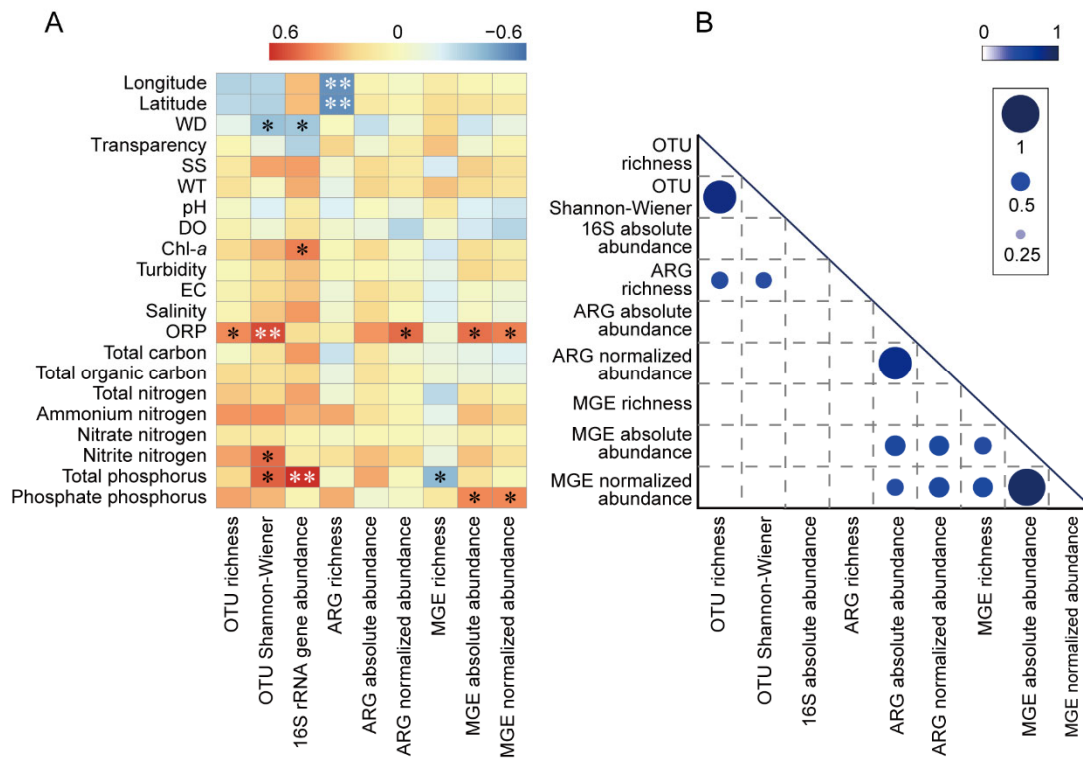 A
0.6
0
−0.6
Longitude
Latitude
WD
Transparency
SS
WT
pH
DO
Chl-a
Turbidity
EC
Salinity
ORP
Total carbon
Total organic carbon
Total nitrogen
Ammonium nitrogen
Nitrate nitrogen
Nitrite nitrogen
Total phosphorus
Phosphate phosphorus
**
**
*
*
*
*
**
*
*
*
*
*
**
*
*
*
OTU richness
OTU Shannon-Wiener
16S rRNA gene abundance
ARG richness
ARG absolute abundance
ARG normalized abundance
MGE richness
MGE absolute abundance
MGE normalized abundance
B
0
1
1
0.5
0.25
OTU
richness
OTU
Shannon-Wiener
16S absolute
abundance
ARG
richness
ARG absolute
abundance
ARG normalized
abundance
MGE richness
MGE absolute
abundance
MGE normalized
abundance
OTU richness
OTU Shannon-Wiener
16S absolute abundance
ARG richness
ARG absolute abundance
ARG normalized abundance
MGE richness
MGE absolute abundance
MGE normalized abundance